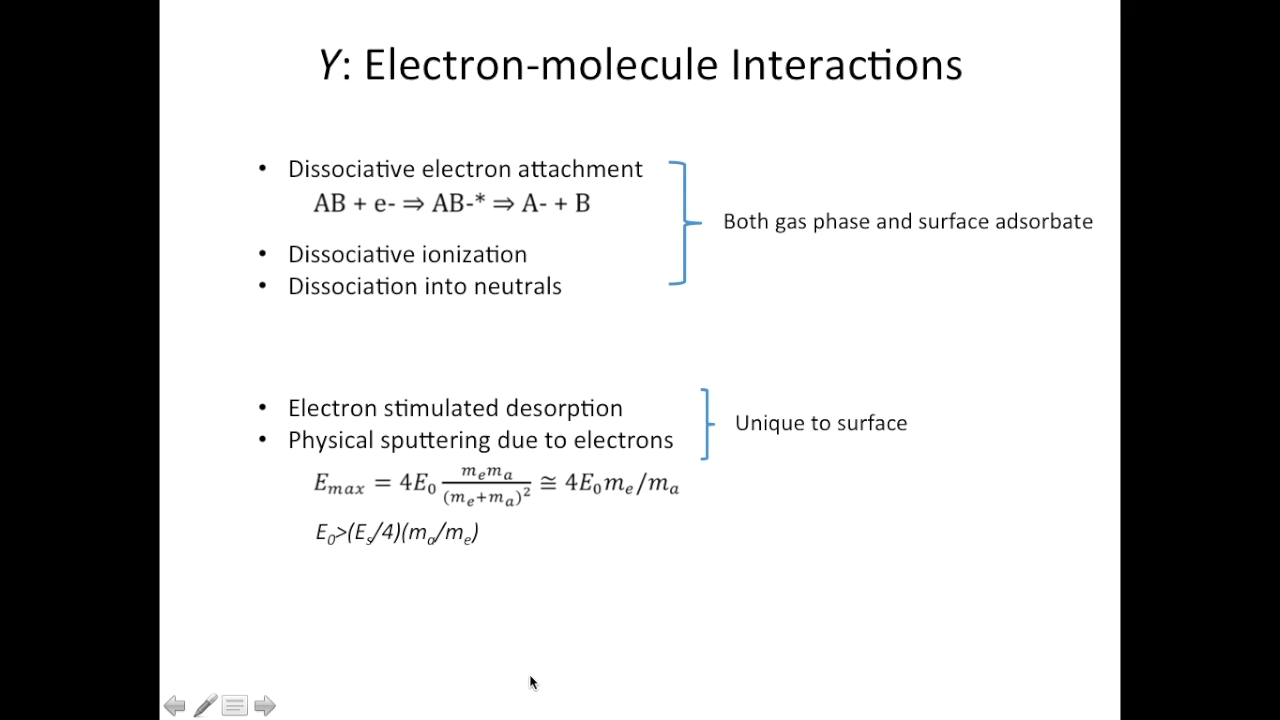 Y: Electron-molecule Interactions
• Dissociative electron attachment
AB + e- ⇒ AB-* ⇒ A- + B
• Dissociative ionization
• Dissociation into neutrals
Both gas phase and surface adsorbate
• Electron stimulated desorption
• Physical sputtering due to electrons
Unique to surface
E_max = 4E_0 m_e m_a/(m_e+m_a)^2 ≅ 4E_0 m_e/m_a
E_0>(E_s/4)(m_a/m_e)